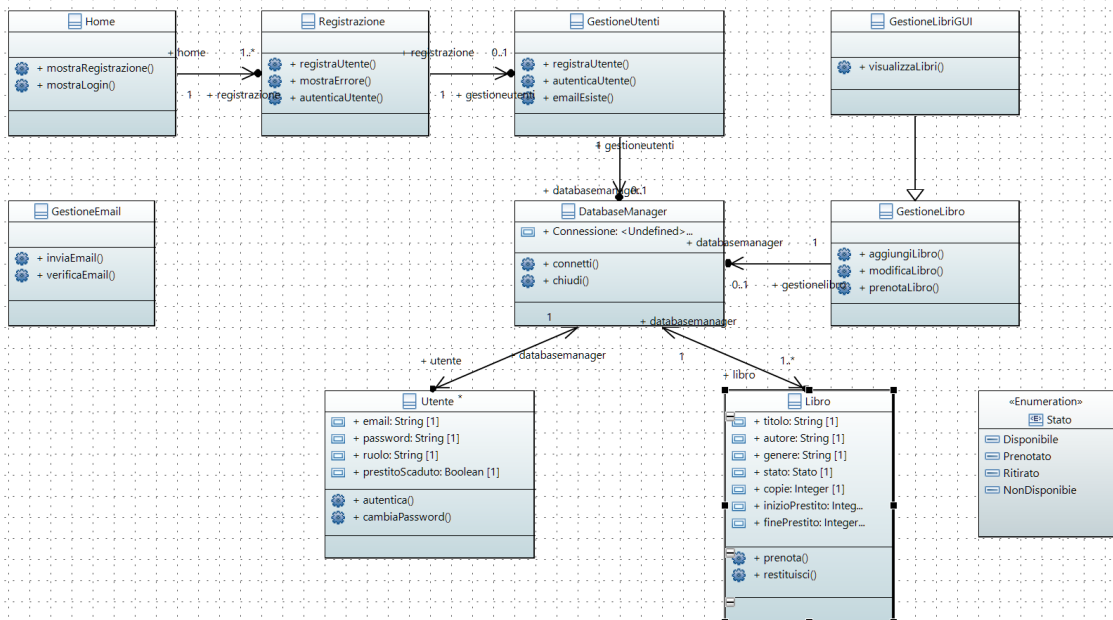 Home
+ mostraRegistrazione()
+ mostraLogin()
+ home
1..*
1
+ registrazione
Registrazione
+ registraUtente()
+ mostraErrore()
+ autenticaUtente()
+ registrazione
0..1
1
+ gestioneutenti
GestioneUtenti
+ registraUtente()
+ autenticaUtente()
+ emailEsiste()
GestioneLibriGUI
+ visualizzaLibri()
1
+ gestioneutenti
+ databasemanager
0..1
GestioneEmail
+ inviaEmail()
+ verificaEmail()
DatabaseManager
+ Connessione: <Undefined>...
+ connetti()
+ chiudi()
+ databasemanager
1
0..1
+ gestionelibro
GestioneLibro
+ aggiungiLibro()
+ modificaLibro()
+ prenotaLibro()
1
+ databasemanager
+ utente
+ databasemanager
1
1..*
+ libro
Utente
*
+ email: String [1]
+ password: String [1]
+ ruolo: String [1]
+ prestitoScaduto: Boolean [1]
+ autentica()
+ cambiaPassword()
Libro
+ titolo: String [1]
+ autore: String [1]
+ genere: String [1]
+ stato: Stato [1]
+ copie: Integer [1]
+ inizioPrestito: Integ...
+ finePrestito: Integer...
+ prenota()
+ restituisci()
«Enumeration»
Stato
Disponibile
Prenotato
Ritirato
NonDisponibie